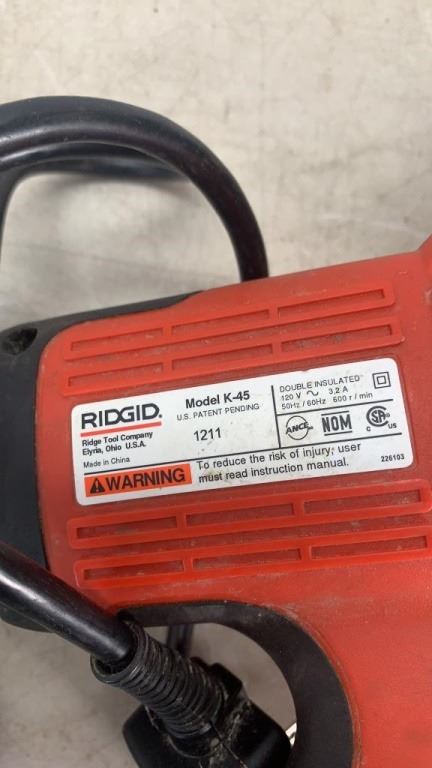 RIDGID.
Ridge Tool Company
Elyria, Ohio U.S.A.
Made in China
Model K-45
U.S. PATENT PENDING
1211
DOUBLE INSULATED
120 V ~ 3.2 A
50Hz / 60Hz 600 r / min
ANCE
NOM
SA
C US
WARNING
To reduce the risk of injury, user
must read instruction manual.
226103